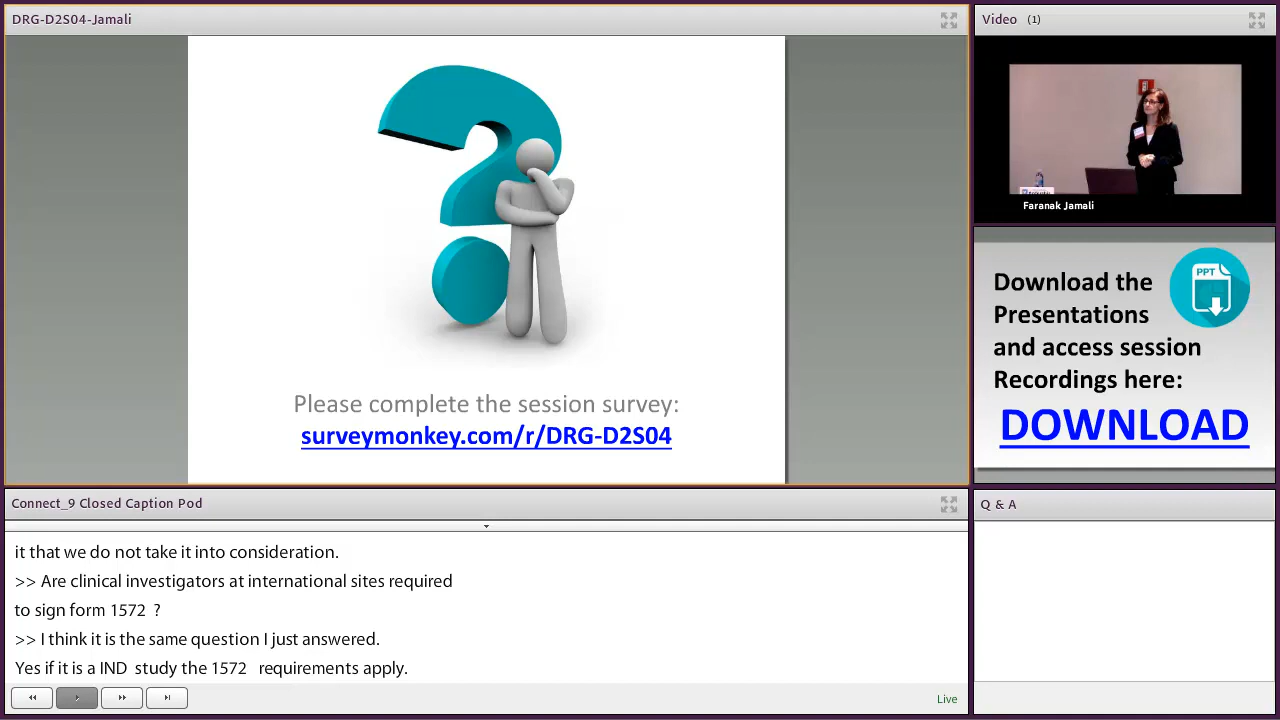 DRG-D2S04-Jamali
Please complete the session survey:
surveymonkey.com/r/DRG-D2S04
Video (1)
Faranak Jamali
PPT
Download the
Presentations
and access session
Recordings here:
DOWNLOAD
Connect_9 Closed Caption Pod
it that we do not take it into consideration.
>> Are clinical investigators at international sites required
to sign form 1572 ?
>> I think it is the same question I just answered.
Yes if it is a IND study the 1572 requirements apply.
Live
Q & A